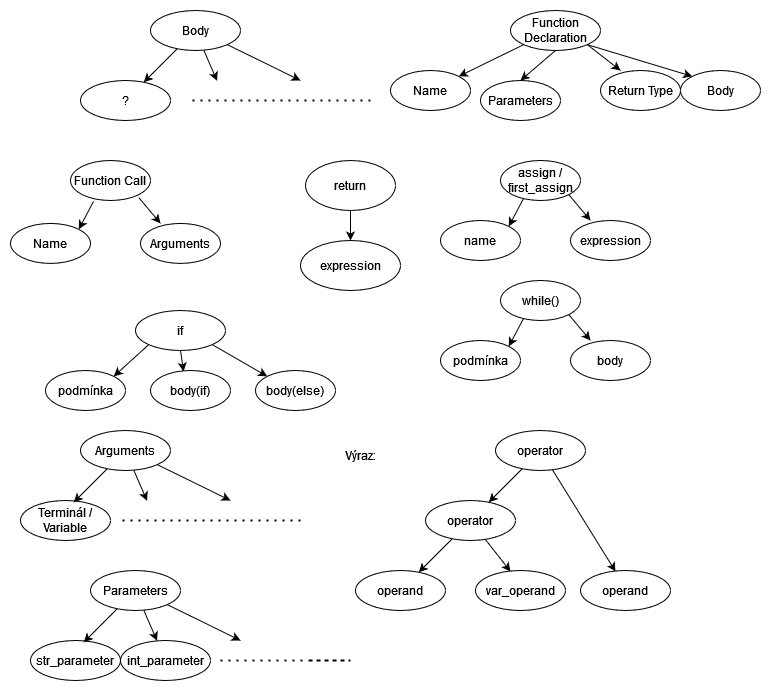 Body
?
Function
Declaration
Name
Parameters
Return Type
Body
Function Call
Name
Arguments
return
expression
assign /
first_assign
name
expression
while()
podmínka
body
if
podmínka
body(if)
body(else)
Arguments
Terminál /
Variable
Výraz:
operator
operator
operand
var_operand
operand
Parameters
str_parameter
int_parameter